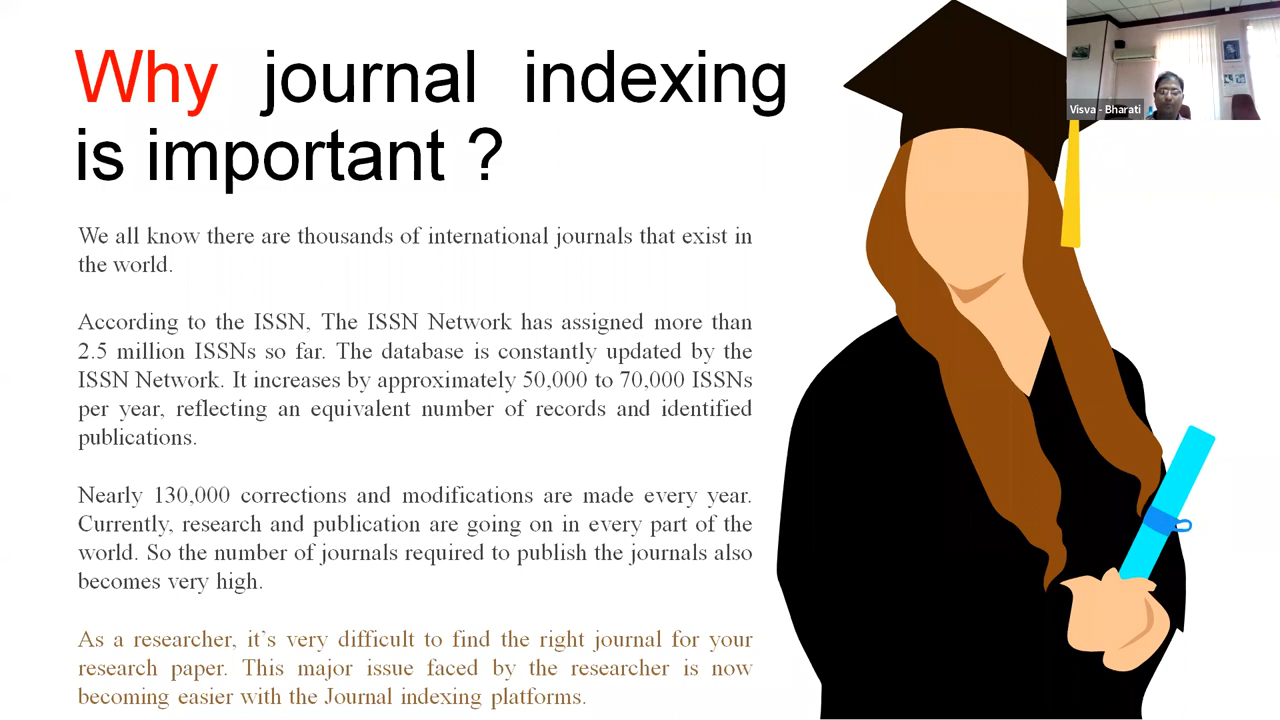 Why journal indexing
is important ?
Visva - Bharati
We all know there are thousands of international journals that exist in
the world.
According to the ISSN, The ISSN Network has assigned more than
2.5 million ISSNs so far. The database is constantly updated by the
ISSN Network. It increases by approximately 50,000 to 70,000 ISSNs
per year, reflecting an equivalent number of records and identified
publications.
Nearly 130,000 corrections and modifications are made every year.
Currently, research and publication are going on in every part of the
world. So the number of journals required to publish the journals also
becomes very high.
As a researcher, it`s very difficult to find the right journal for your
research paper. This major issue faced by the researcher is now
becoming easier with the Journal indexing platforms.